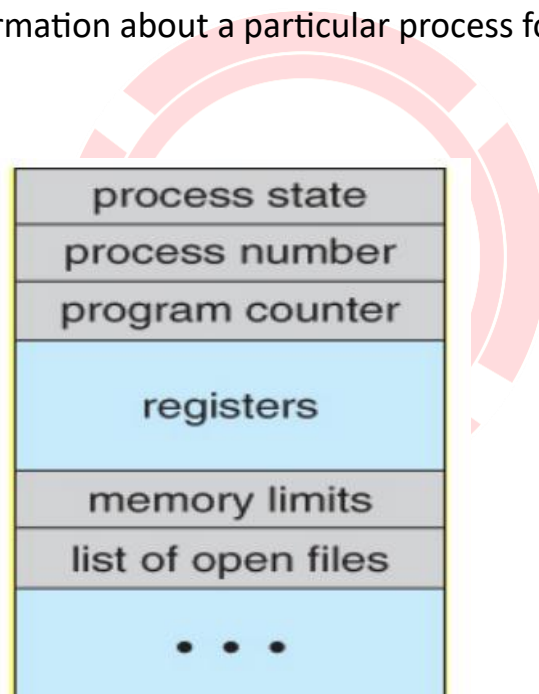 rmation about a particular process fo
process state
process number
program counter
registers
memory limits
list of open files
• • •